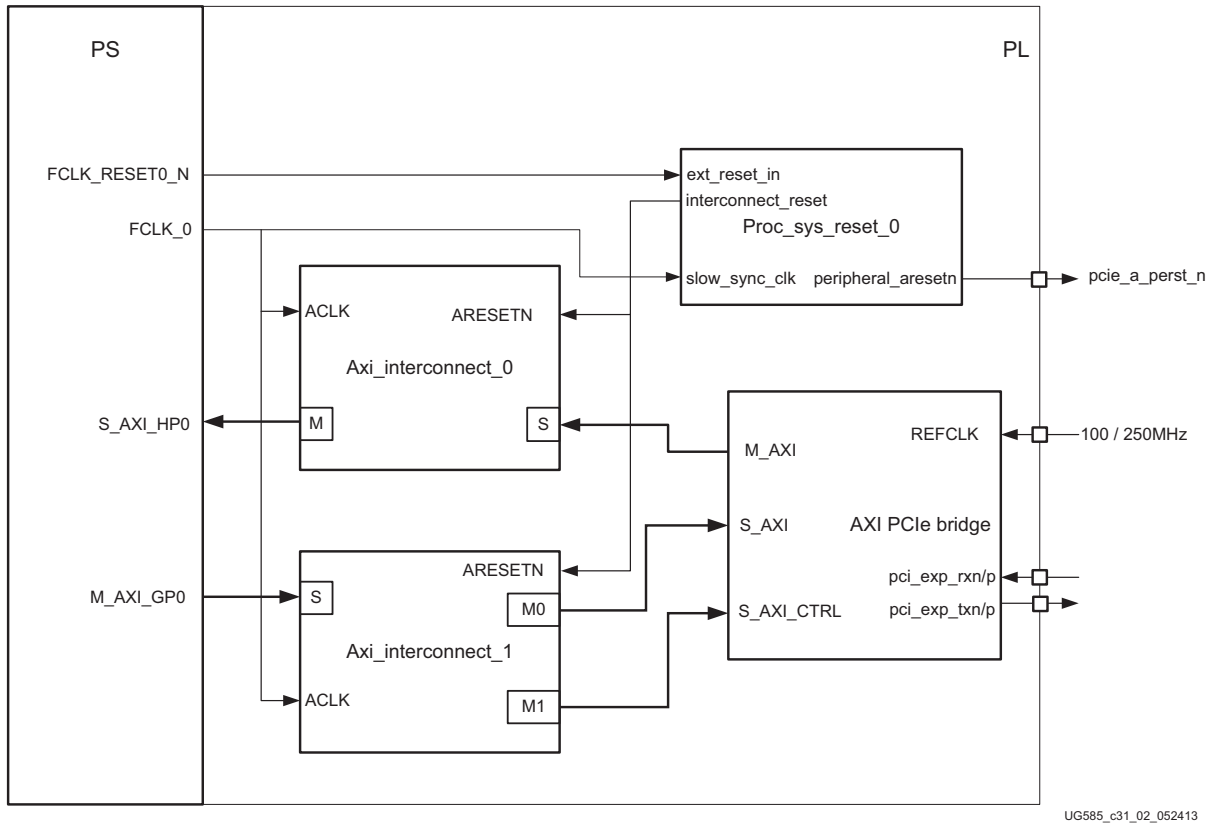 PS
PL
FCLK_RESET0_N
ext_reset_in
interconnect_reset
FCLK_0
Proc_sys_reset_0
slow_sync_clk peripheral_aresetn
pcie_a_perst_n
ACLK
ARESETN
Axi_interconnect_0
S_AXI_HP0
M
S
M_AXI
REFCLK
100 / 250MHz
S_AXI
AXI PCIe bridge
ARESETN
pci_exp_rxn/p
M_AXI_GP0
S
M0
S_AXI_CTRL
pci_exp_txn/p
Axi_interconnect_1
ACLK
M1
UG585_c31_02_052413